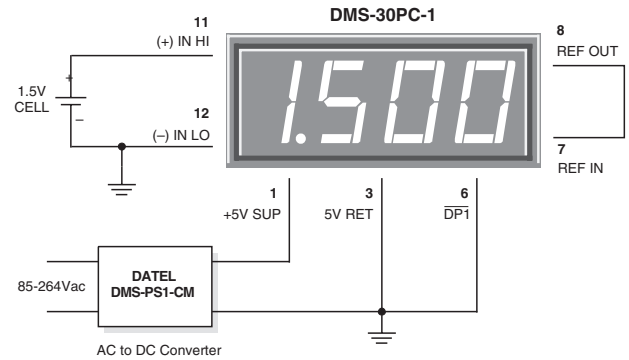 DMS-30PC-1
11
(+) IN HI
8
REF OUT
+
1.5V
CELL
–
12
(–) IN LO
1.500
7
REF IN
1
+5V SUP
3
5V RET
6
DP1
85-264Vac
DATEL
DMS-PS1-CM
AC to DC Converter